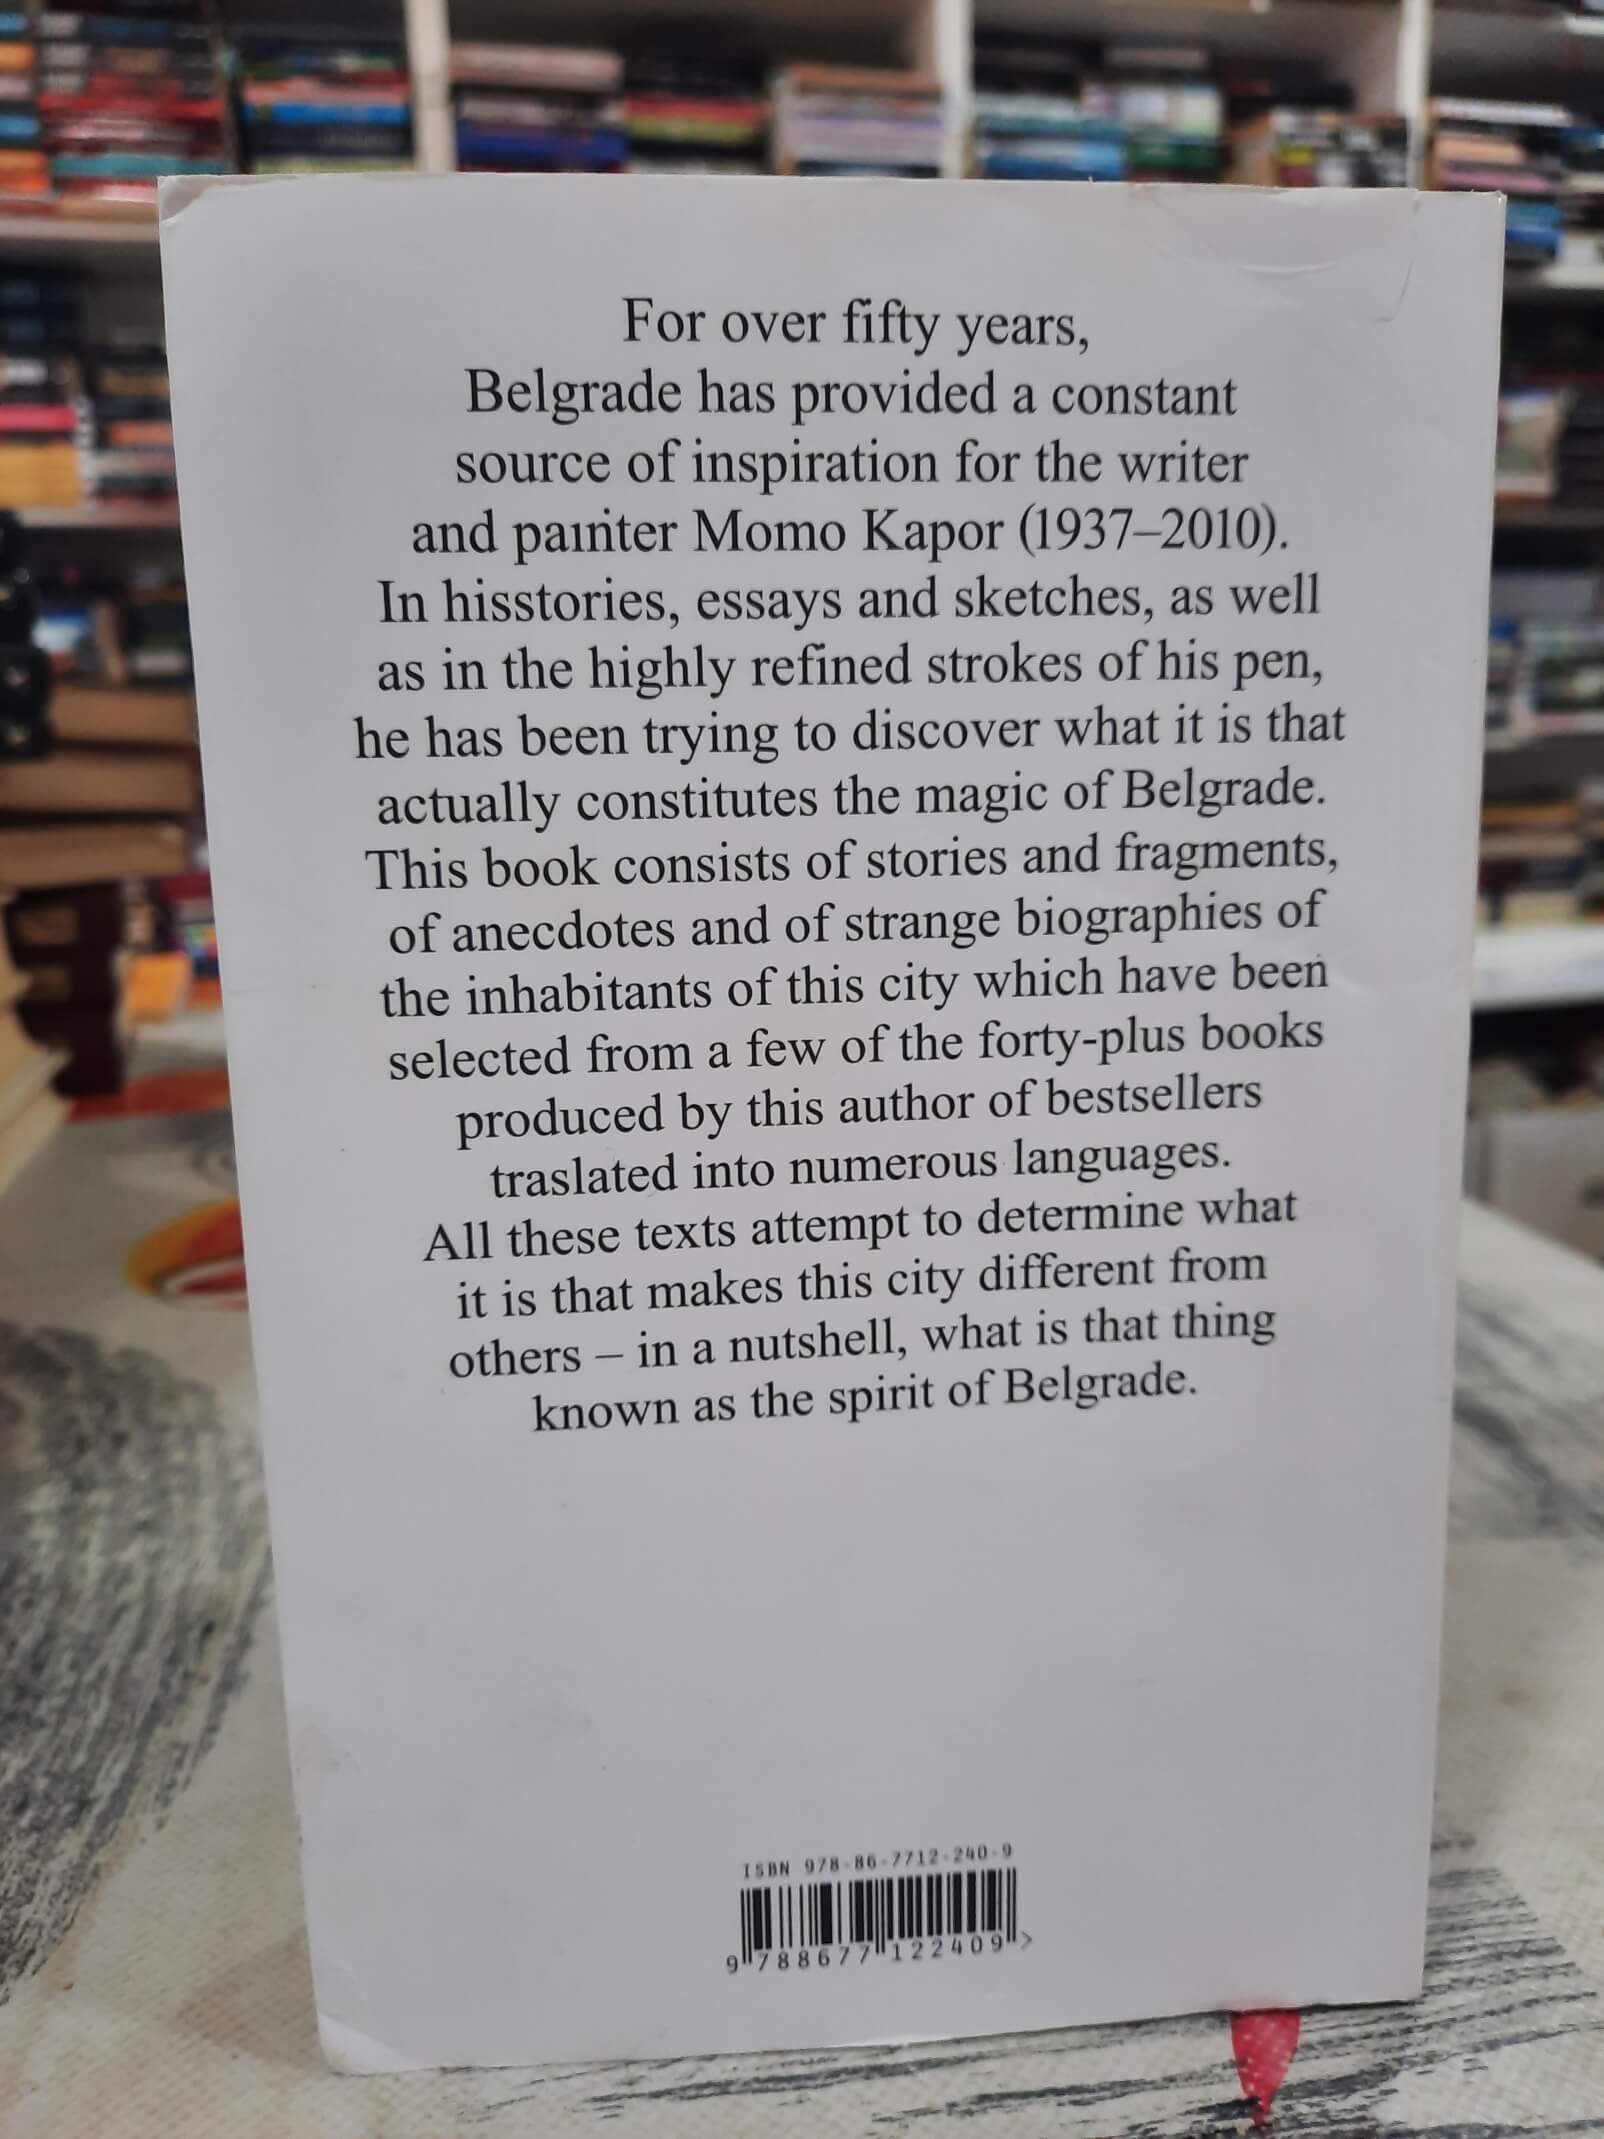 For over fifty years,
Belgrade has provided a constant
source of inspiration for the writer
and painter Momo Kapor (1937–2010).
In hisstories, essays and sketches, as well
as in the highly refined strokes of his pen,
he has been trying to discover what it is that
actually constitutes the magic of Belgrade.
This book consists of stories and fragments,
of anecdotes and of strange biographies of
the inhabitants of this city which have been
selected from a few of the forty-plus books
produced by this author of bestsellers
traslated into numerous languages.
All these texts attempt to determine what
it is that makes this city different from
others – in a nutshell, what is that thing
known as the spirit of Belgrade.
ISBN 978-86-7712-240-9
9 788677 122409 >